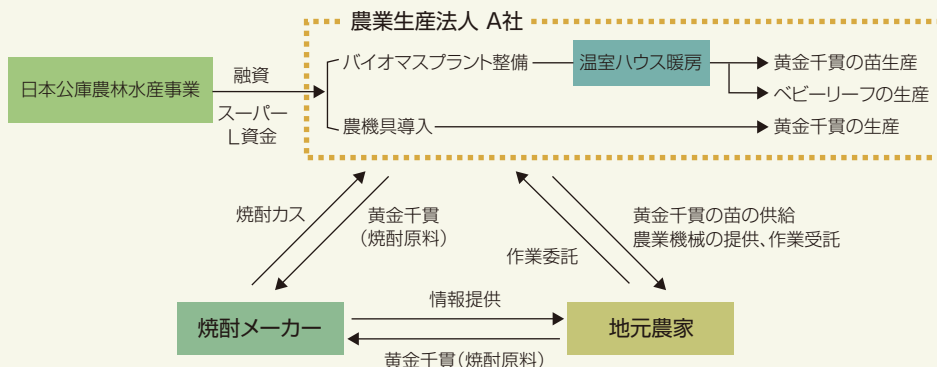 農業生産法人 A社
日本公庫農林水産事業
融資
スーパー
L資金
バイオマスプラント整備
温室ハウス暖房
黄金千貫の苗生産
ベビーリーフの生産
農機具導入
黄金千貫の生産
焼酎カス
黄金千貫
（焼酎原料）
作業委託
黄金千貫の苗の供給
農業機械の提供、作業受託
焼酎メーカー
情報提供
地元農家
黄金千貫（焼酎原料）